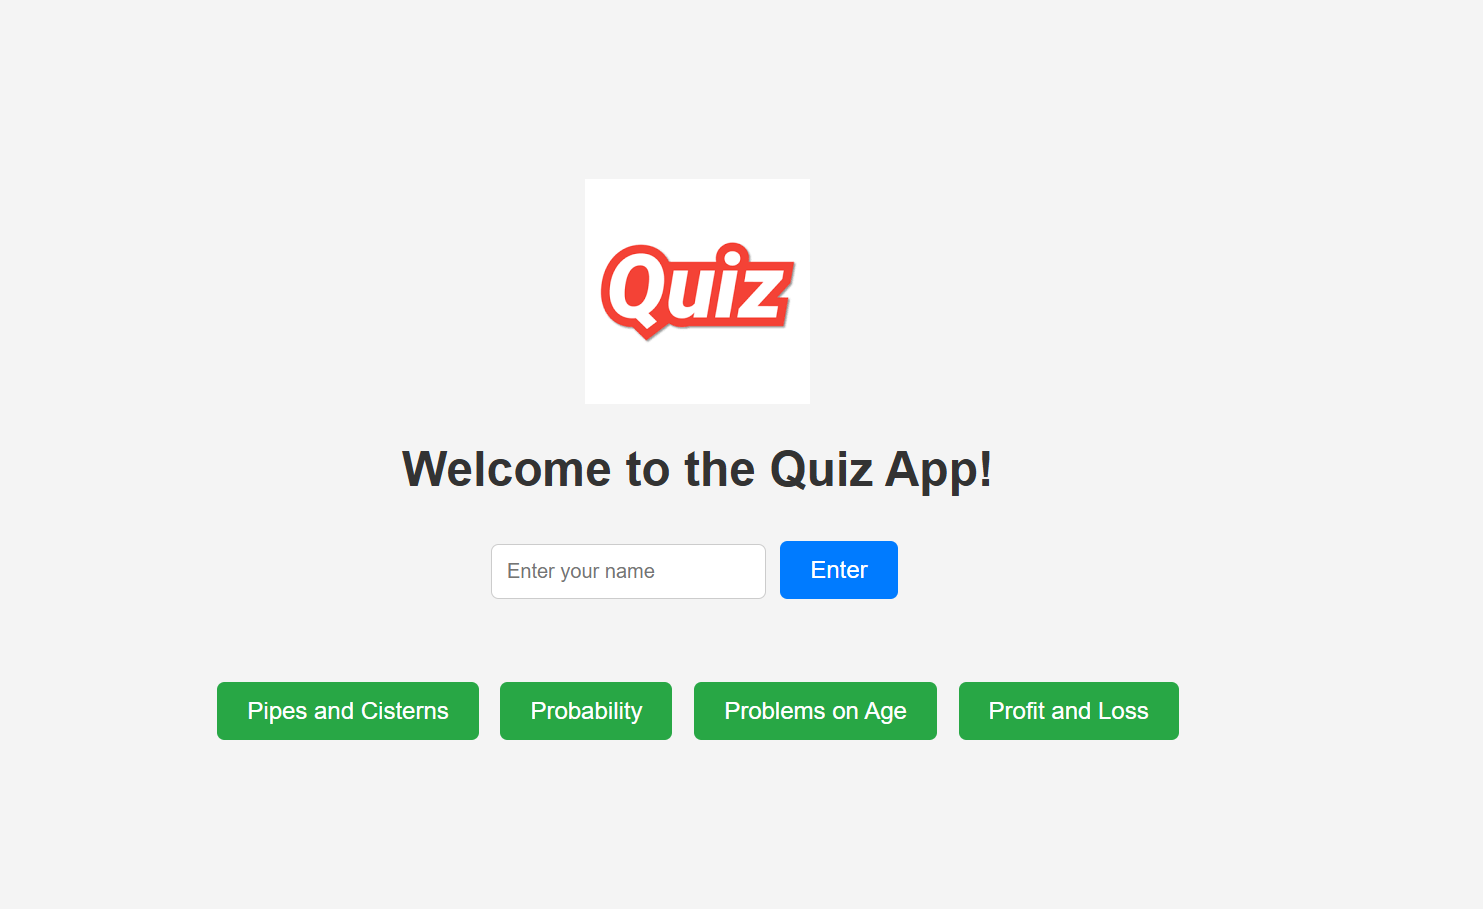 Quiz
Welcome to the Quiz App!
Enter your name Enter
Pipes and Cisterns Probability Problems on Age Profit and Loss